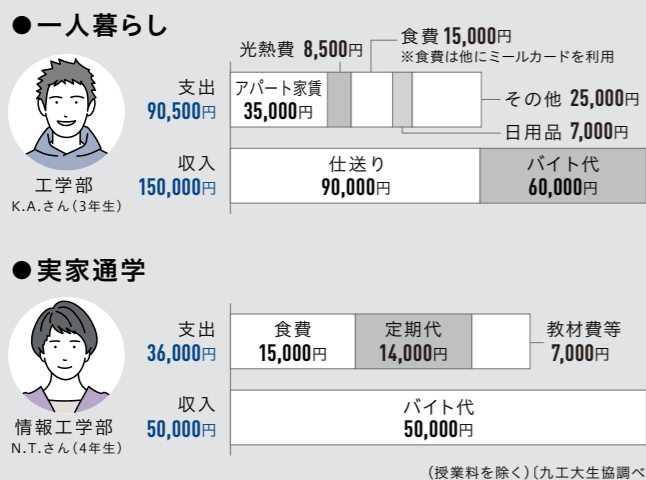 ●一人暮らし
光熱費 8,500円
食費 15,000円
※食費は他にミールカードを利用
支出
90,500円
アパート家賃
35,000円
その他 25,000円
日用品 7,000円
収入
150,000円
仕送り
90,000円
バイト代
60,000円
工学部
K.A.さん(3年生)
●実家通学
支出
36,000円
食費
15,000円
定期代
14,000円
教材費等
7,000円
収入
50,000円
バイト代
50,000円
情報工学部
N.T.さん(4年生)
(授業料を除く)〔九工大生協調べ